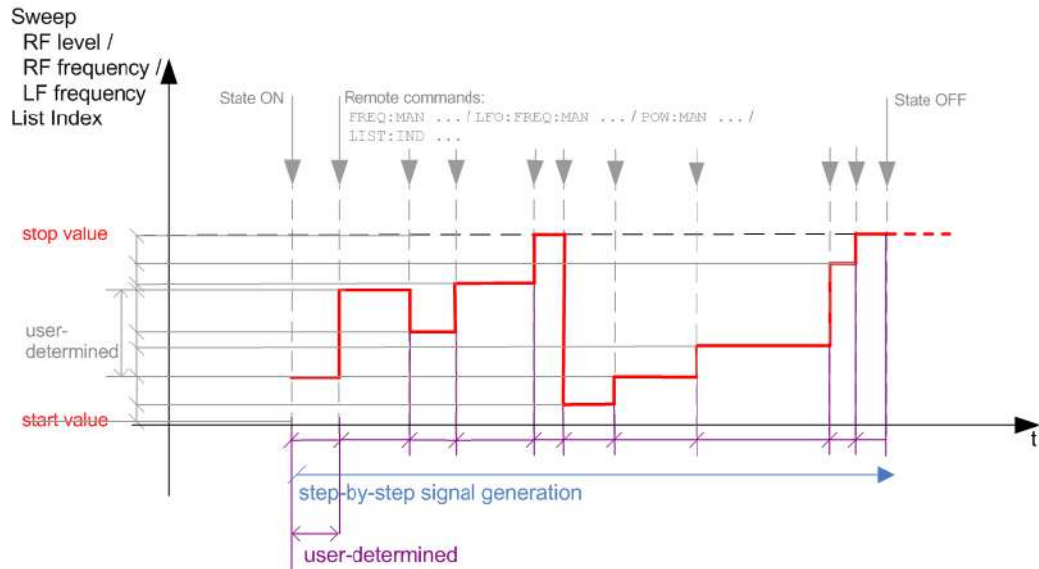 Sweep
RF level /
RF frequency /
LF frequency
List Index
State ON
Remote commands:
FREQ:MAN .../LFO:FREQ:MAN .../POW:MAN .../
LIST:IND ...
State OFF
stop value
user-
determined
start value
t
step-by-step signal generation
user-determined